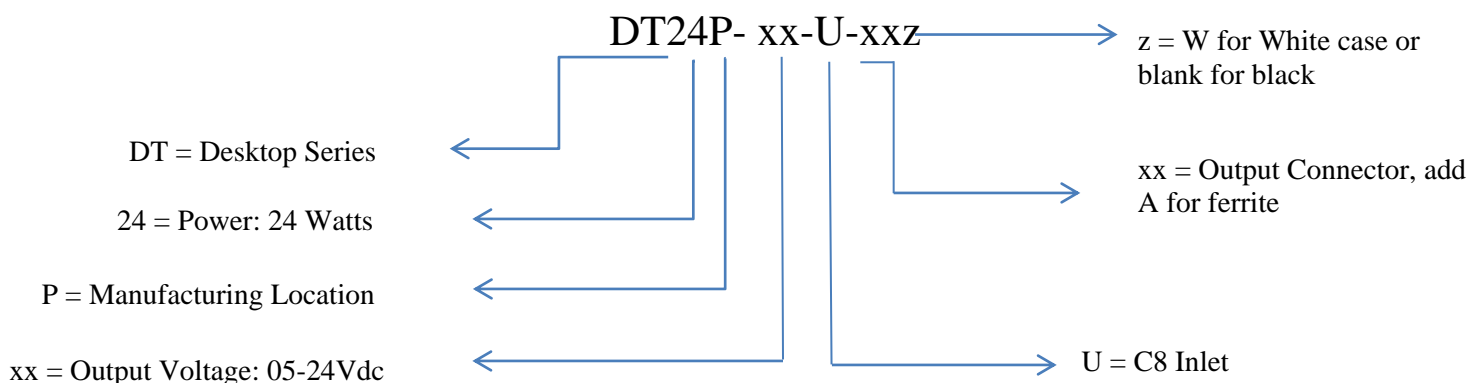 DT24P- xx-U-xxz
z = W for White case or
blank for black
DT = Desktop Series
xx = Output Connector, add
A for ferrite
24 = Power: 24 Watts
P = Manufacturing Location
xx = Output Voltage: 05-24Vdc
U = C8 Inlet